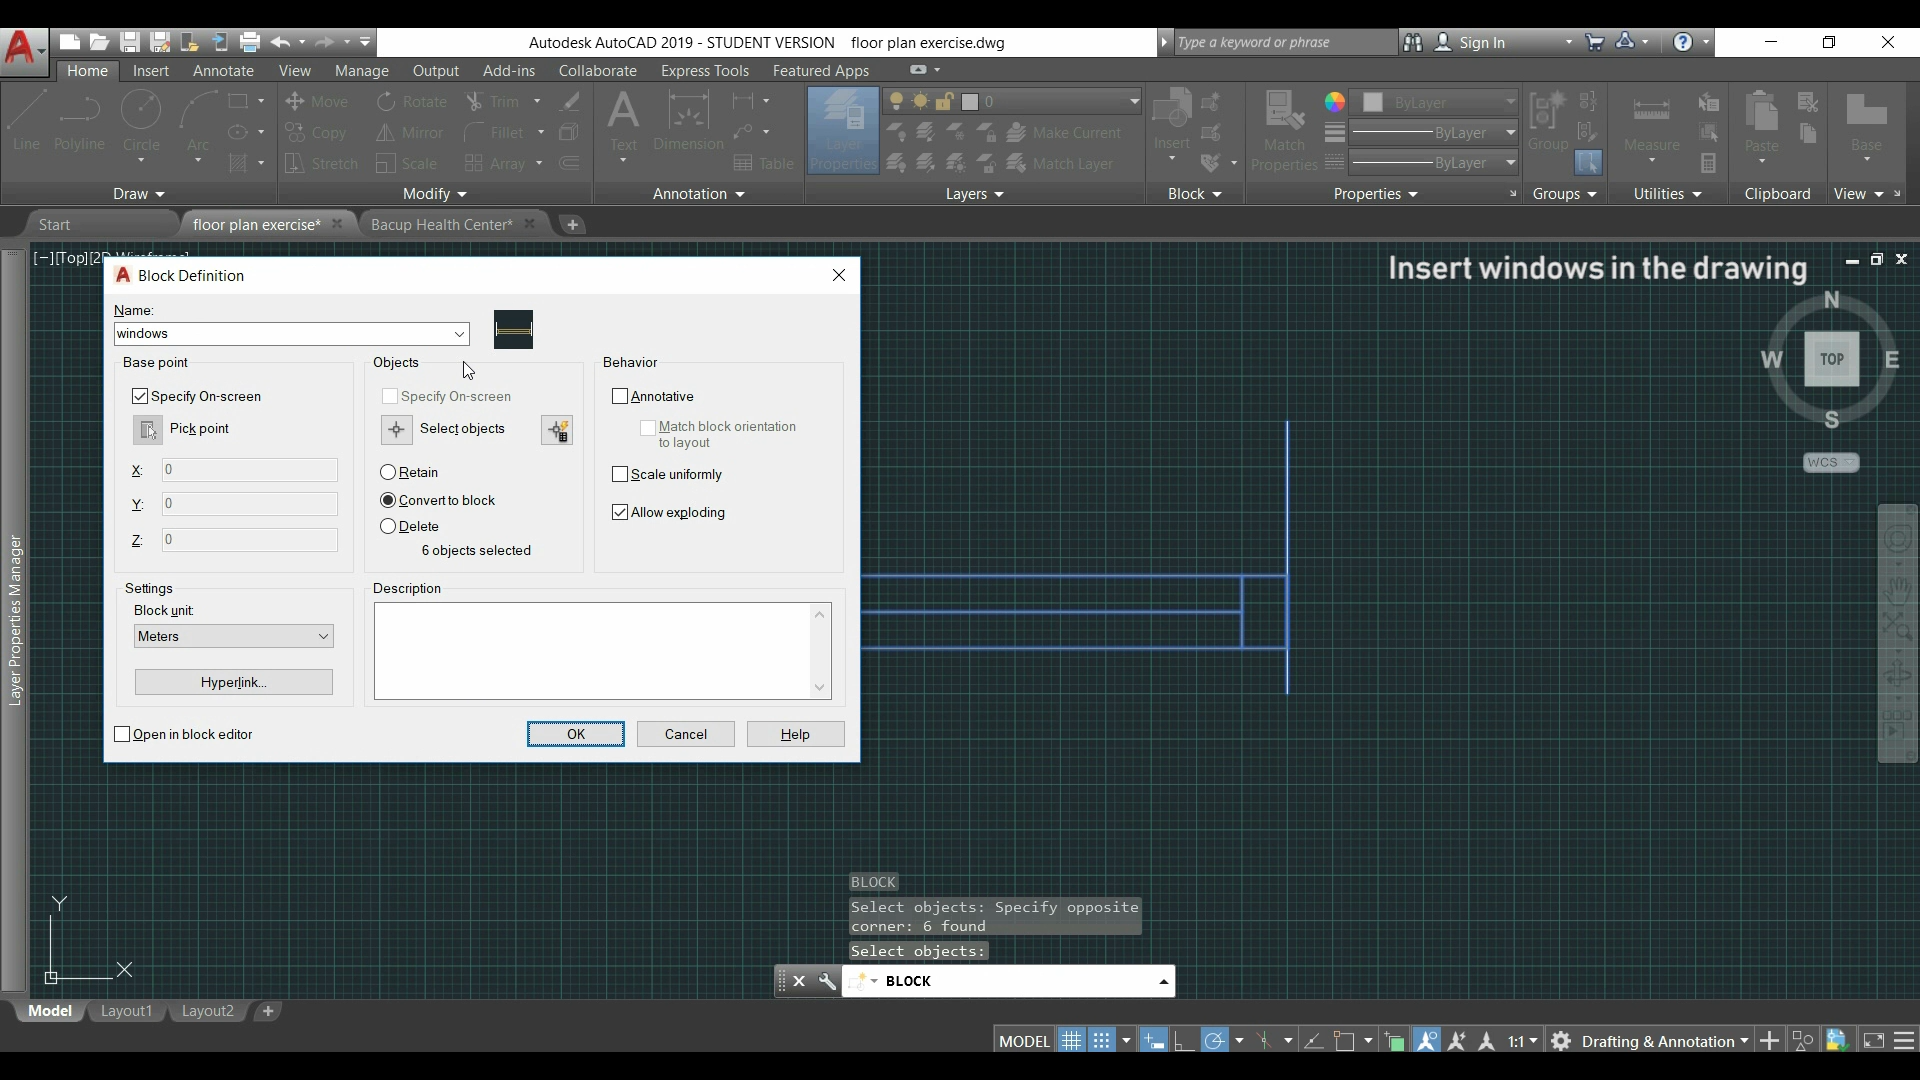 Autodesk AutoCAD 2019 - STUDENT VERSION floor plan exercise.dwg
Type a keyword or phrase
Sign In
Home Insert Annotate View Manage Output Add-ins Collaborate Express Tools Featured Apps
Line Polyline Circle Arc
Move Rotate Trim
Copy Mirror Fillet
Stretch Scale Array
Text Dimension Table
Layer Properties
0
Make Current
Match Layer
Insert
Match Properties
ByLayer
ByLayer
ByLayer
Group
Measure
Paste
Base
Draw Modify Annotation Layers Block Properties Groups Utilities Clipboard View
Start floor plan exercise* Bacup Health Center*
[−][Top][2D Wireframe]
Insert windows in the drawing
Layer Properties Manager
Block Definition
Name:
windows
Base point
Specify On-screen
Pick point
X: 0
Y: 0
Z: 0
Objects
Specify On-screen
Select objects
Retain
Convert to block
Delete
6 objects selected
Behavior
Annotative
Match block orientation
to layout
Scale uniformly
Allow exploding
Settings
Block unit:
Meters
Hyperlink...
Description
Open in block editor
OK Cancel Help
N
W TOP E
S
WCS
Y
X
BLOCK
Select objects: Specify opposite
corner: 6 found
Select objects:
BLOCK
Model Layout1 Layout2
MODEL 1:1 Drafting & Annotation